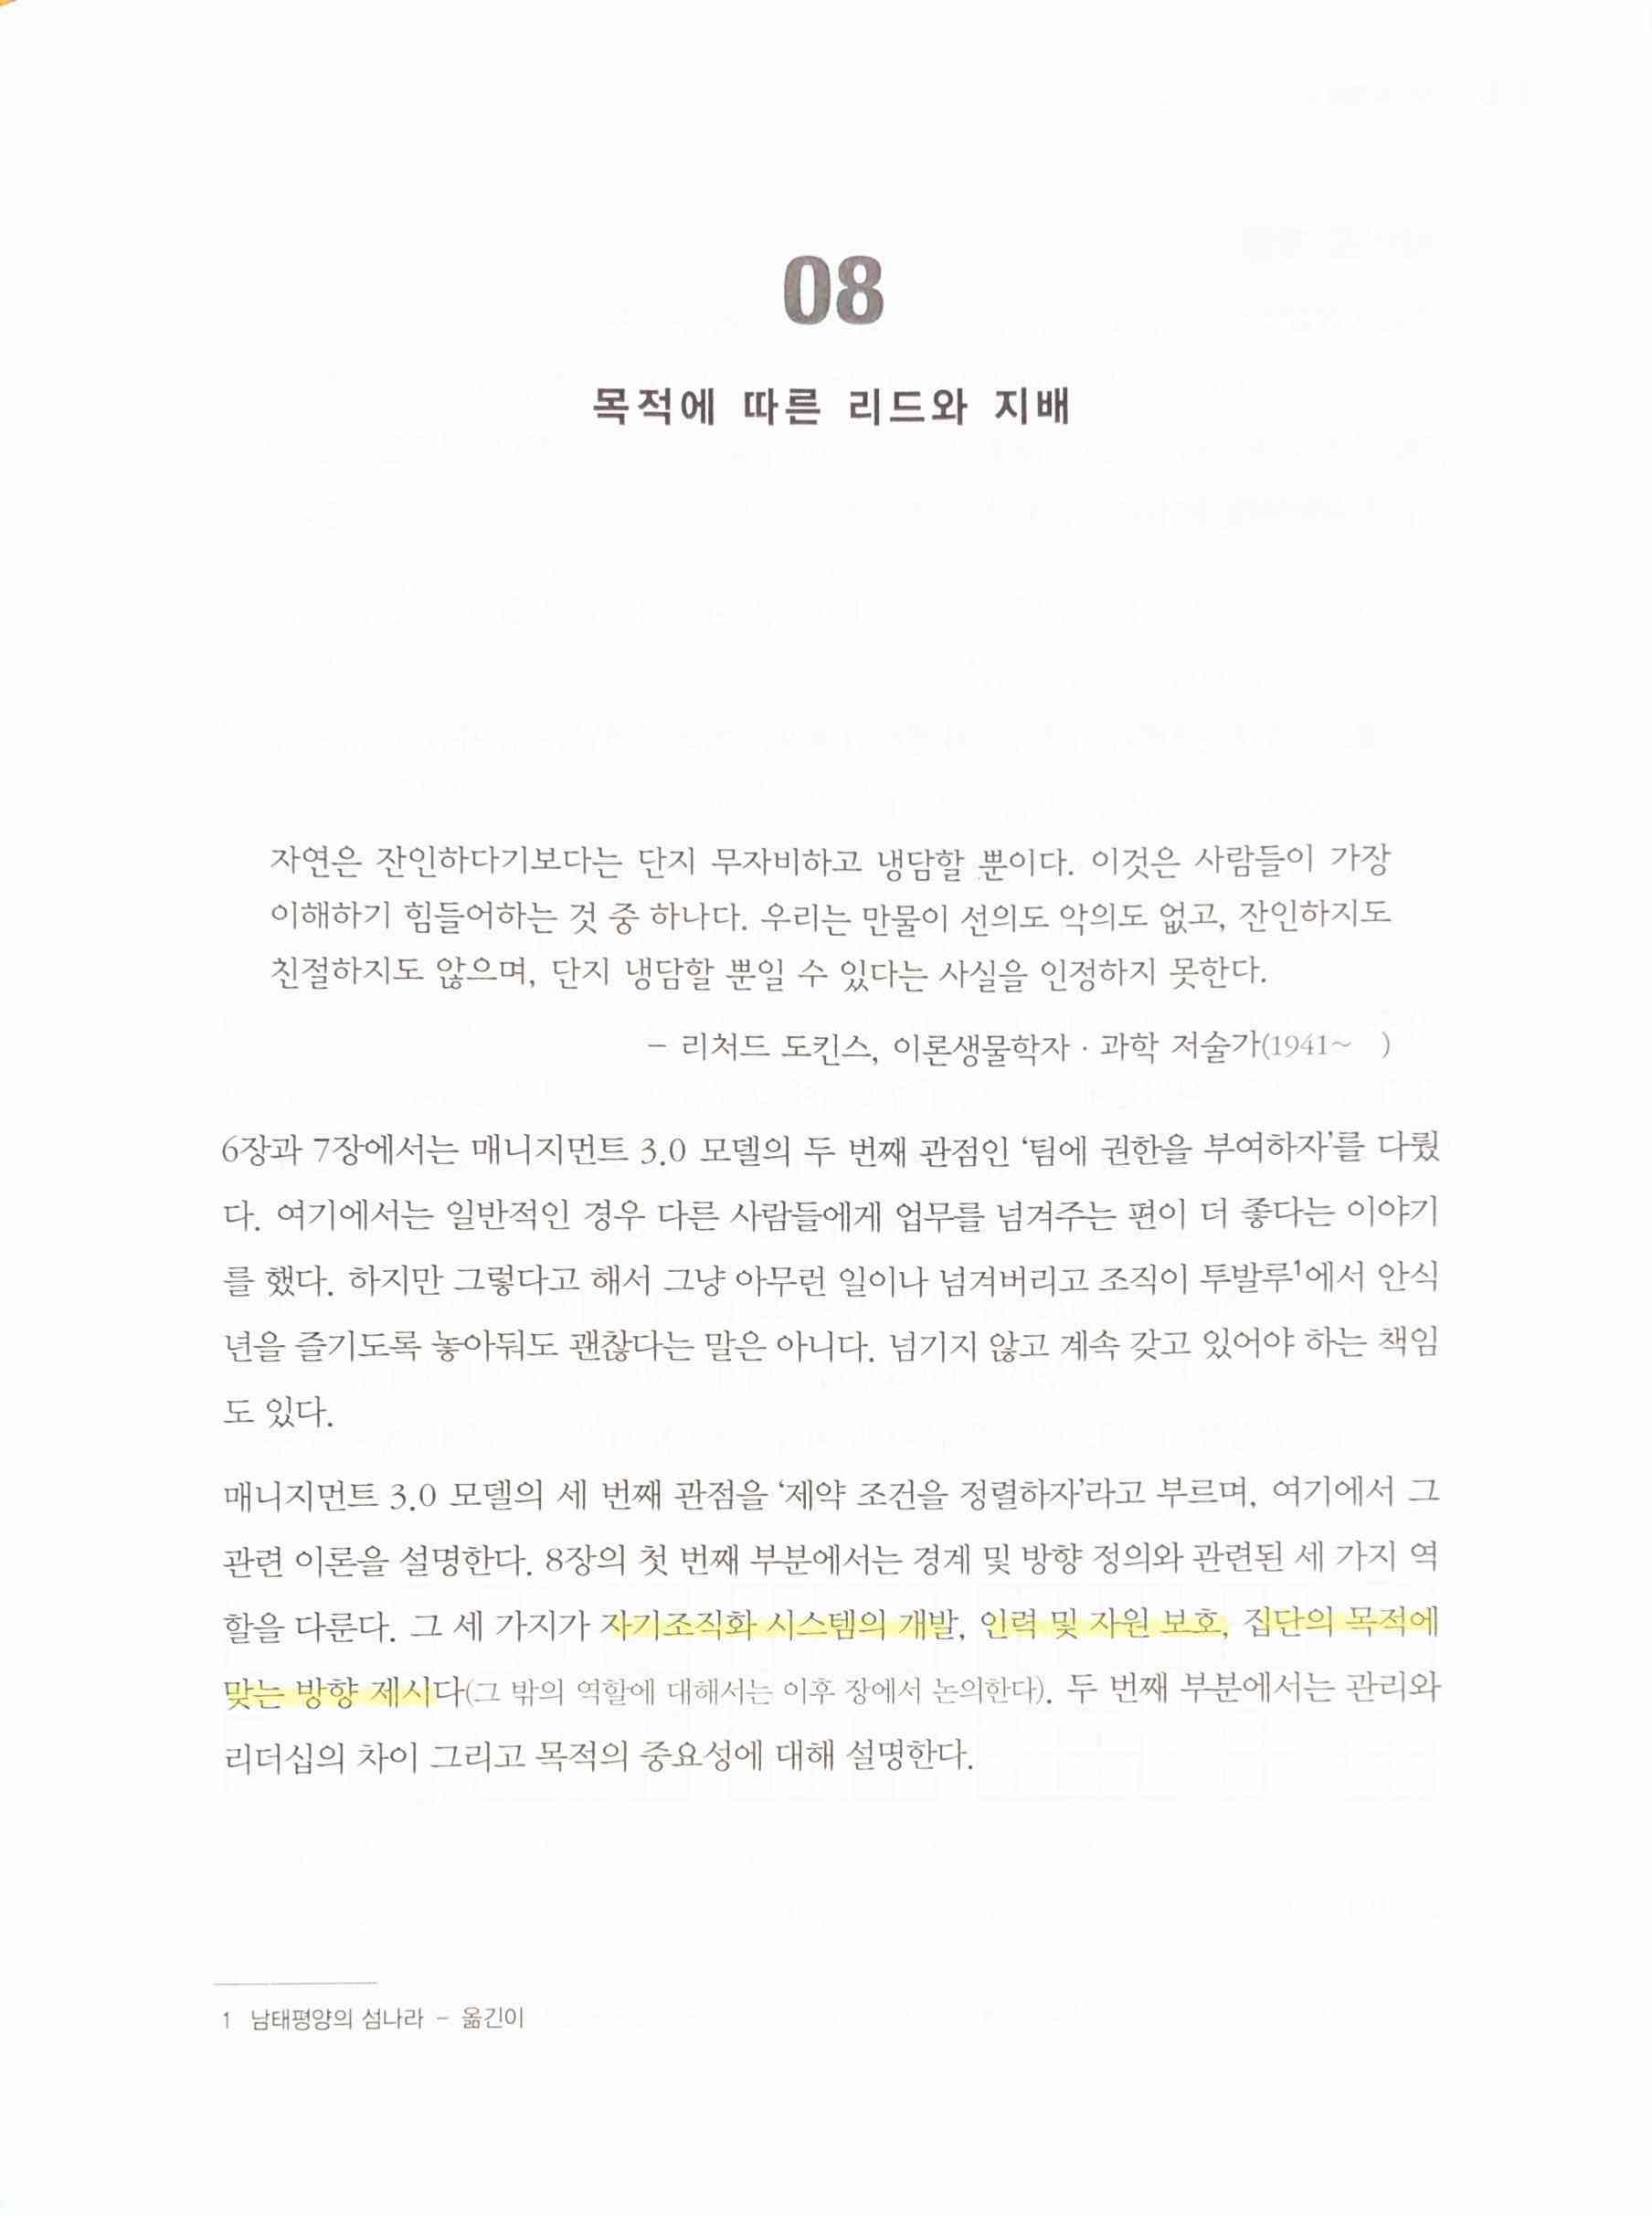 08
목적에 따른 리드와 지배
자연은 잔인하다기보다는 단지 무자비하고 냉담할 뿐이다. 이것은 사람들이 가장
이해하기 힘들어하는 것 중 하나다. 우리는 만물이 선의도 악의도 없고, 잔인하지도
친절하지도 않으며, 단지 냉담할 뿐일 수 있다는 사실을 인정하지 못한다.
– 리처드 도킨스, 이론생물학자 · 과학 저술가(1941~ )
6장과 7장에서는 매니지먼트 3.0 모델의 두 번째 관점인 ‘팀에 권한을 부여하자’를 다뤘
다. 여기에서는 일반적인 경우 다른 사람들에게 업무를 넘겨주는 편이 더 좋다는 이야기
를 했다. 하지만 그렇다고 해서 그냥 아무런 일이나 넘겨버리고 조직이 투발루¹에서 안식
년을 즐기도록 놓아둬도 괜찮다는 말은 아니다. 넘기지 않고 계속 갖고 있어야 하는 책임
도 있다.
매니지먼트 3.0 모델의 세 번째 관점을 ‘제약 조건을 정렬하자’라고 부르며, 여기에서 그
관련 이론을 설명한다. 8장의 첫 번째 부분에서는 경계 및 방향 정의와 관련된 세 가지 역
할을 다룬다. 그 세 가지가 자기조직화 시스템의 개발, 인력 및 자원 보호, 집단의 목적에
맞는 방향 제시다(그 밖의 역할에 대해서는 이후 장에서 논의한다). 두 번째 부분에서는 관리와
리더십의 차이 그리고 목적의 중요성에 대해 설명한다.
1 남태평양의 섬나라 – 옮긴이